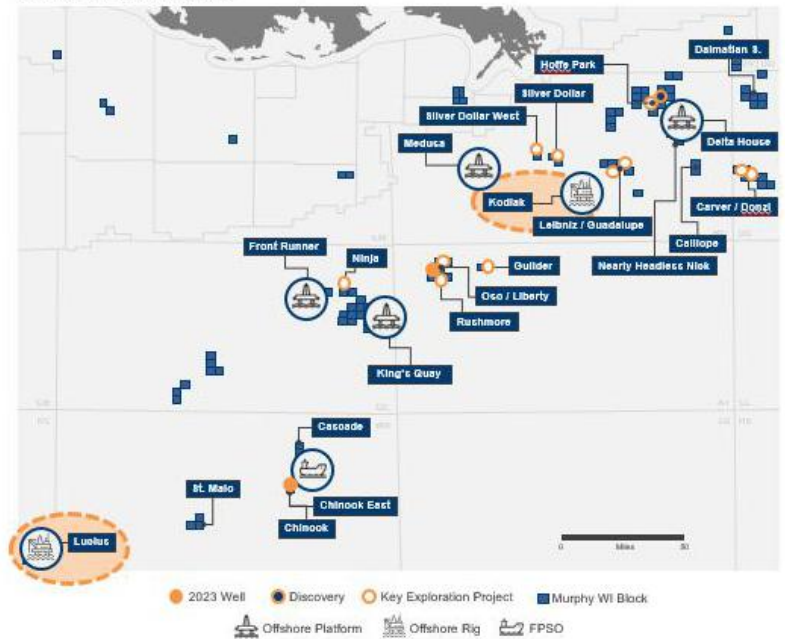 Dalmatian S.
Hoffe Park
Silver Dollar
Silver Dollar West
Medusa
Delta House
Kodiak
Carver / Donzi
Leibniz / Guadalupe
Calliope
Front Runner
Ninja
Guilder
Nearly Headless Nick
Oso / Liberty
Rushmore
King's Quay
Cascade
St. Malo
Chinook East
Chinook
Lucius
0 Miles 50
2023 Well Discovery Key Exploration Project Murphy WI Block
Offshore Platform Offshore Rig FPSO